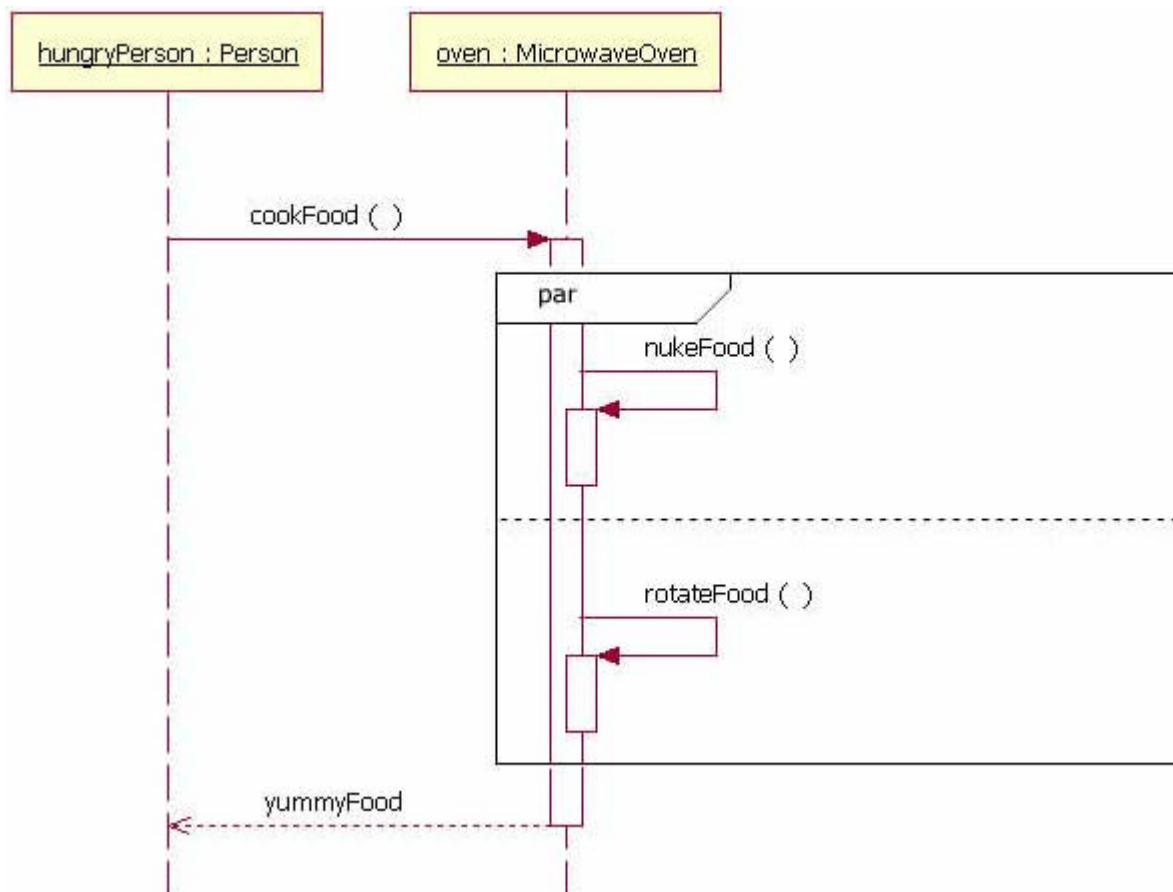 hungryPerson : Person
oven : MicrowaveOven
cookFood ( )
par
nukeFood ( )
rotateFood ( )
yummyFood